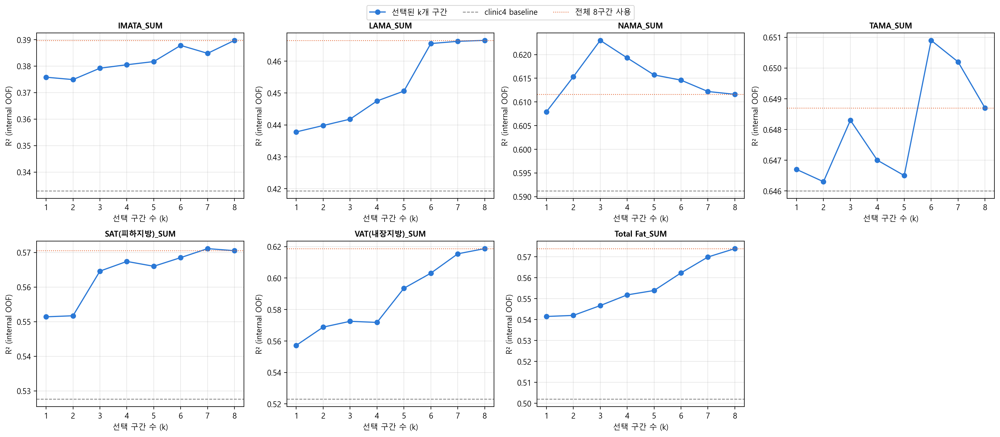 선택된 k개 구간
clinic4 baseline
전체 8구간 사용
IMATA_SUM
0.39
0.38
0.37
0.36
0.35
0.34
R² (internal OOF)
1 2 3 4 5 6 7 8
선택 구간 수 (k)
LAMA_SUM
0.46
0.45
0.44
0.43
0.42
R² (internal OOF)
1 2 3 4 5 6 7 8
선택 구간 수 (k)
NAMA_SUM
0.620
0.615
0.610
0.605
0.600
0.595
0.590
R² (internal OOF)
1 2 3 4 5 6 7 8
선택 구간 수 (k)
TAMA_SUM
0.651
0.650
0.649
0.648
0.647
0.646
R² (internal OOF)
1 2 3 4 5 6 7 8
선택 구간 수 (k)
SAT(피하지방)_SUM
0.57
0.56
0.55
0.54
0.53
R² (internal OOF)
1 2 3 4 5 6 7 8
선택 구간 수 (k)
VAT(내장지방)_SUM
0.62
0.60
0.58
0.56
0.54
0.52
R² (internal OOF)
1 2 3 4 5 6 7 8
선택 구간 수 (k)
Total Fat_SUM
0.57
0.56
0.55
0.54
0.53
0.52
0.51
0.50
R² (internal OOF)
1 2 3 4 5 6 7 8
선택 구간 수 (k)